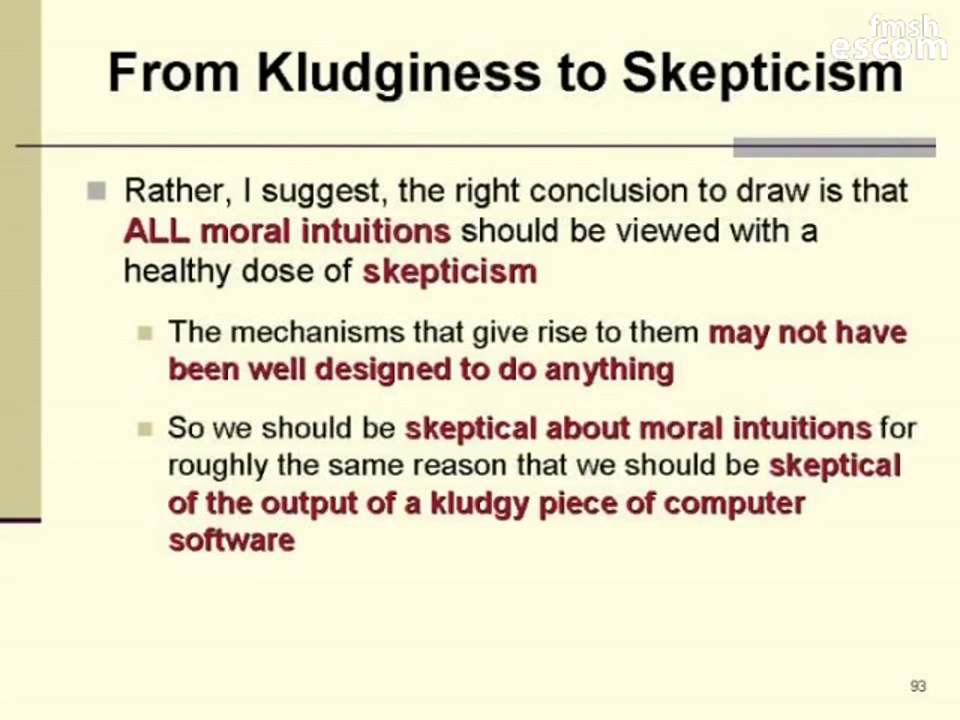 fmsh
escom
From Kludginess to Skepticism
Rather, I suggest, the right conclusion to draw is that
ALL moral intuitions should be viewed with a
healthy dose of skepticism
The mechanisms that give rise to them may not have
been well designed to do anything
So we should be skeptical about moral intuitions for
roughly the same reason that we should be skeptical
of the output of a kludgy piece of computer
software
93